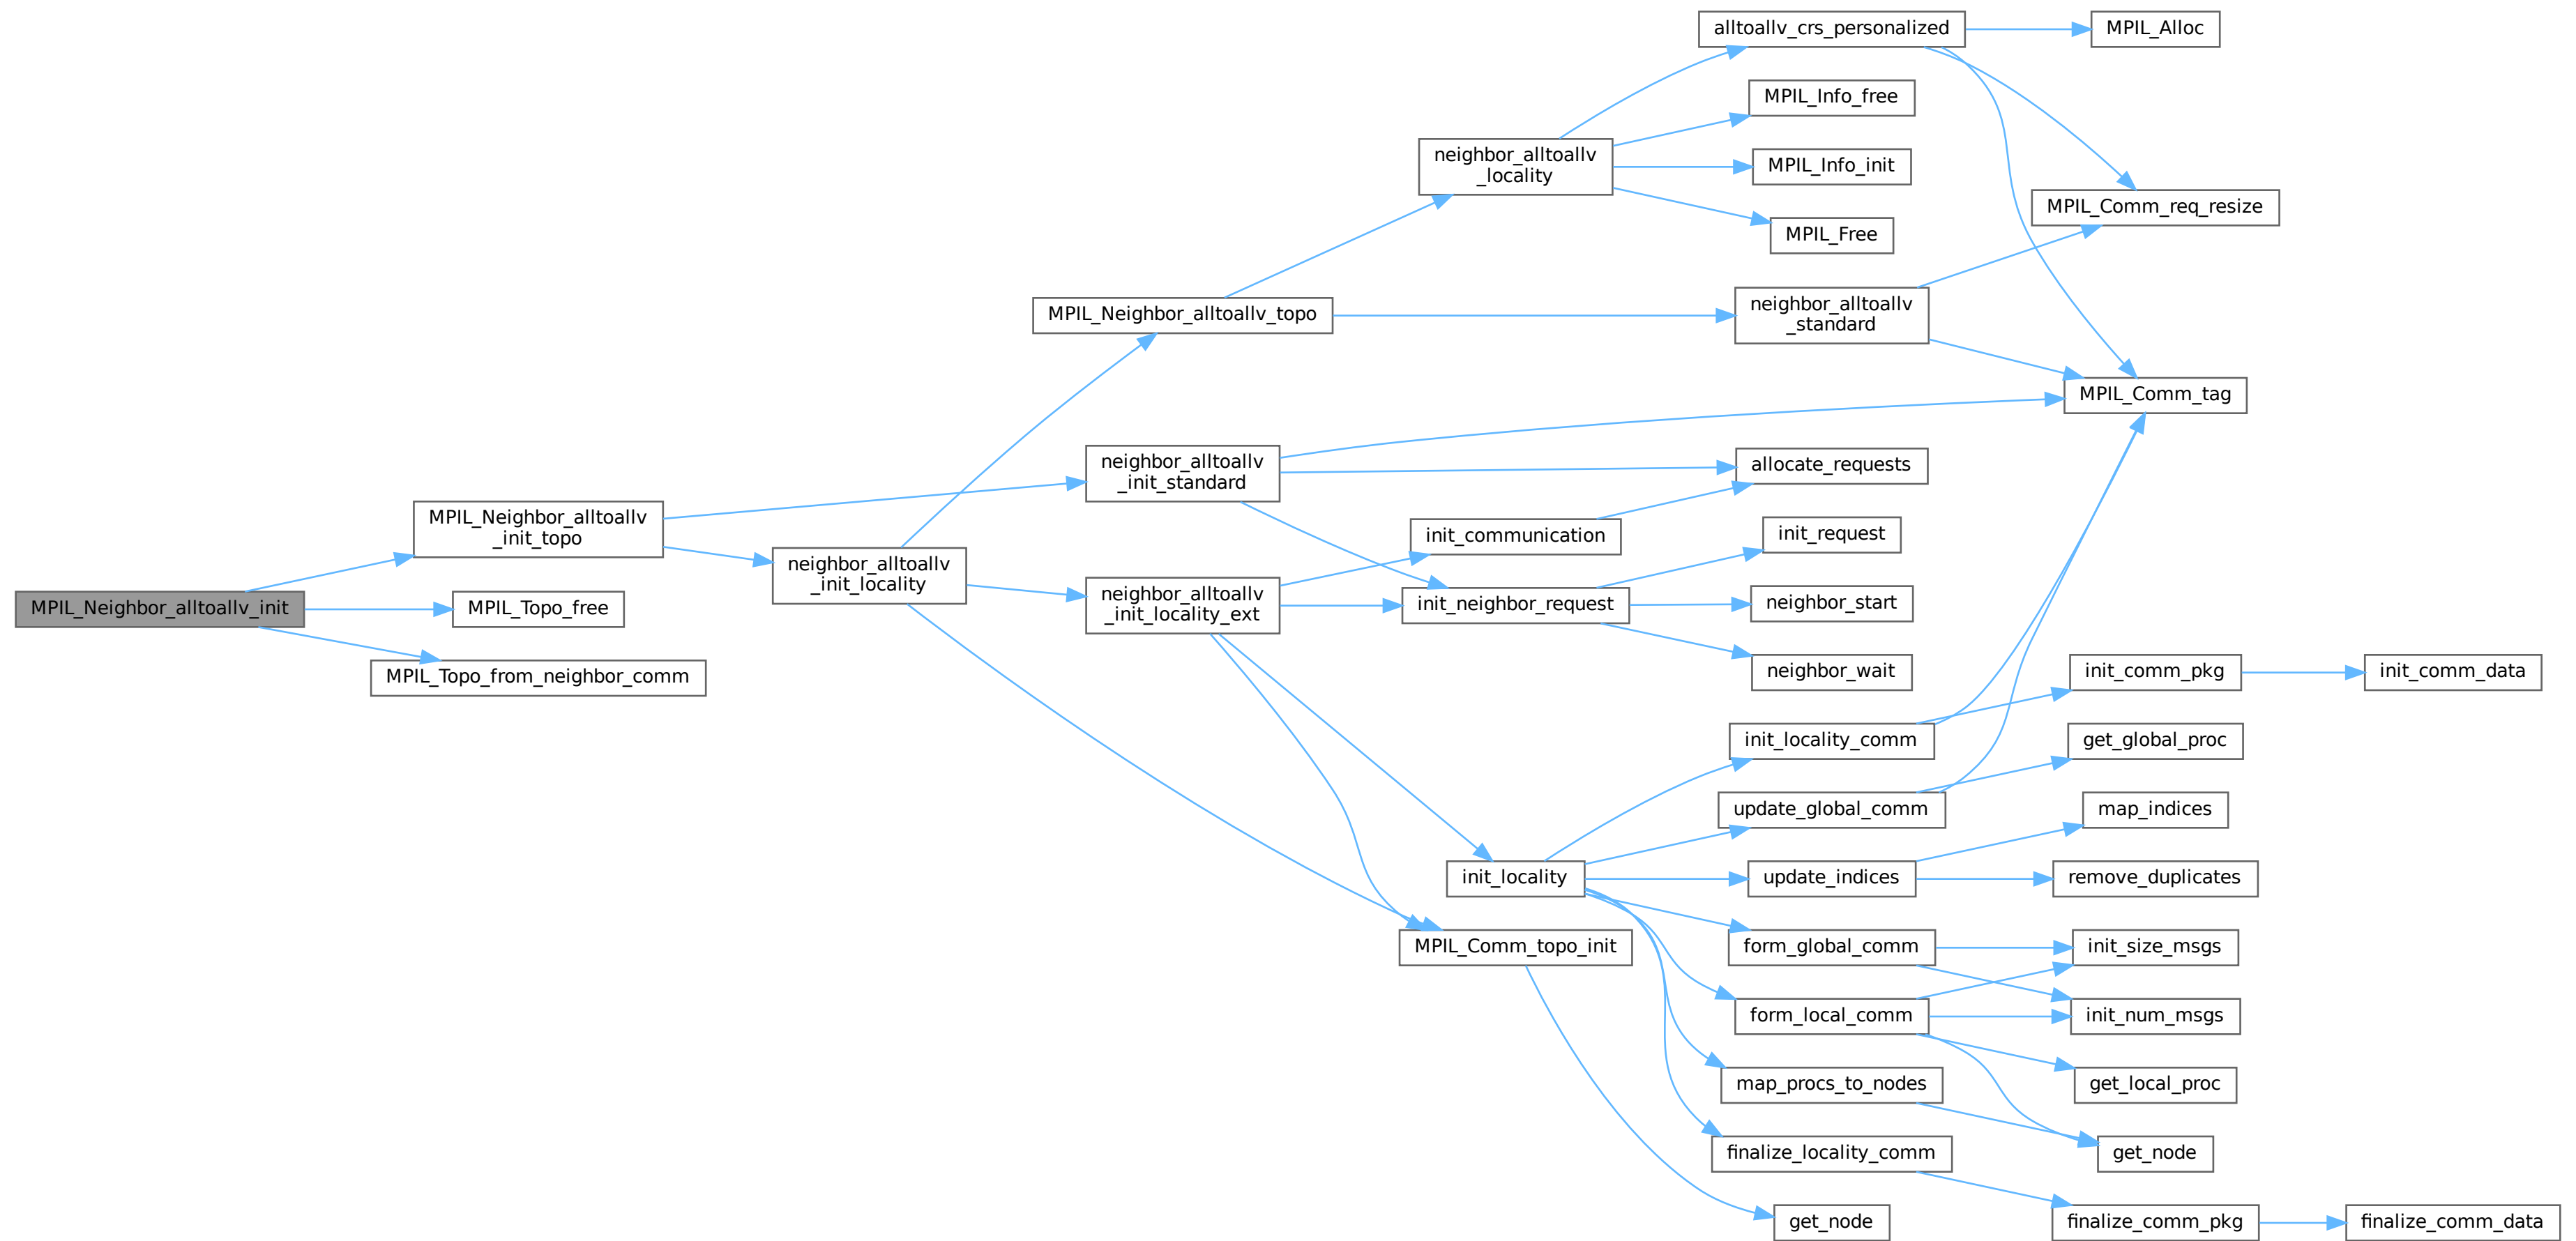 MPIL_Neighbor_alltoallv_init
MPIL_Neighbor_alltoallv
_init_topo
MPIL_Topo_free
MPIL_Topo_from_neighbor_comm
neighbor_alltoallv
_init_locality
MPIL_Neighbor_alltoallv_topo
neighbor_alltoallv
_init_standard
neighbor_alltoallv
_init_locality_ext
neighbor_alltoallv
_locality
init_communication
init_neighbor_request
init_locality
MPIL_Comm_topo_init
alltoallv_crs_personalized
MPIL_Info_free
MPIL_Info_init
MPIL_Free
neighbor_alltoallv
_standard
allocate_requests
init_request
neighbor_start
neighbor_wait
init_locality_comm
update_global_comm
update_indices
form_global_comm
form_local_comm
map_procs_to_nodes
finalize_locality_comm
get_node
MPIL_Alloc
MPIL_Comm_req_resize
MPIL_Comm_tag
init_comm_pkg
get_global_proc
map_indices
remove_duplicates
init_size_msgs
init_num_msgs
get_local_proc
get_node
finalize_comm_pkg
init_comm_data
finalize_comm_data